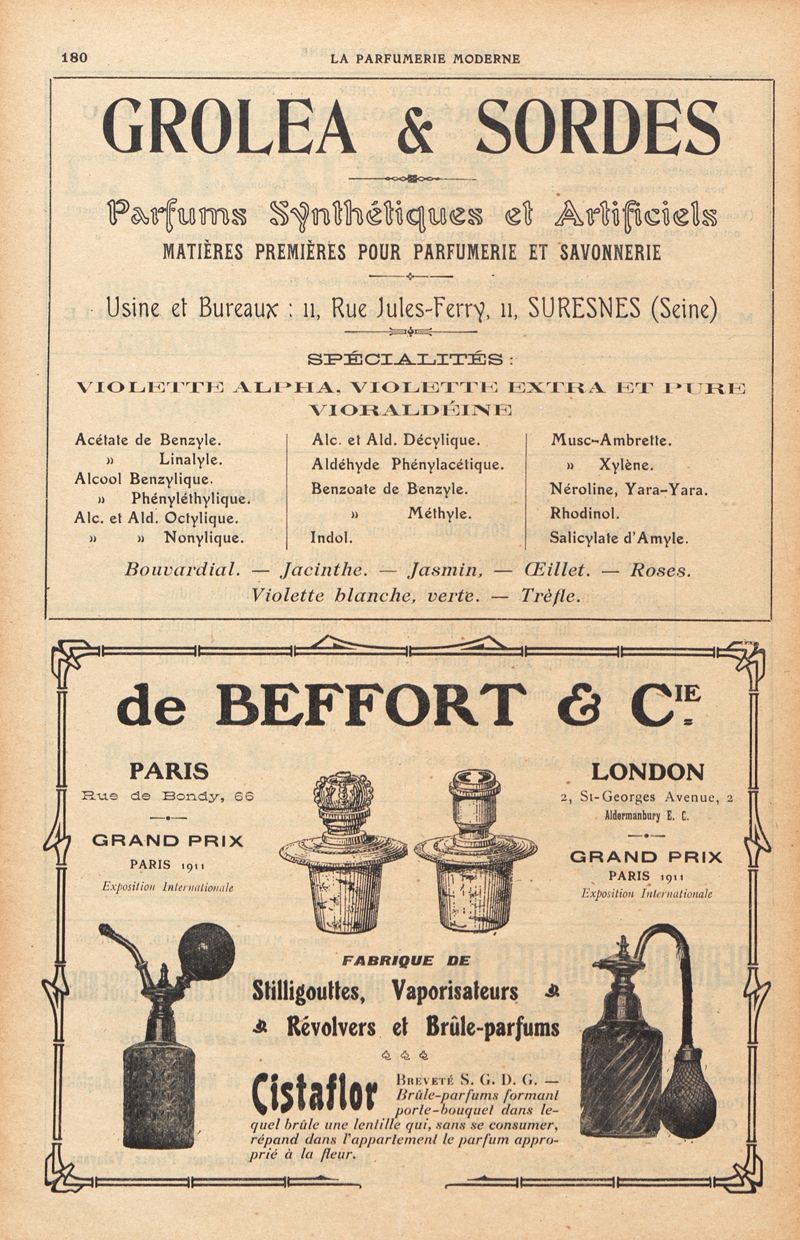 180
LA PARFUMERIE MODERNE
GROLEA & SORDES
Parfums Synthétiques et Artificiels
MATIÈRES PREMIÈRES POUR PARFUMERIE ET SAVONNERIE
Usine et Bureaux : 11, Rue Jules-Ferry, 11, SURESNES (Seine)
SPÉCIALITÉS :
VIOLETTE ALPHA, VIOLETTE EXTRA ET PURE
VIORALDÉINE
Acétate de Benzyle.
» Linalyle.
Alcool Benzylique.
» Phényléthylique.
Alc. et Ald. Octylique.
» » Nonylique.
Alc. et Ald. Décylique.
Aldéhyde Phénylacétique.
Benzoate de Benzyle.
» Méthyle.
Indol.
Musc-Ambrette.
» Xylène.
Néroline, Yara-Yara.
Rhodinol.
Salicylate d'Amyle.
Bouvardial. — Jacinthe. — Jasmin, — Œillet. — Roses.
Violette blanche, verte. — Trèfle.
de BEFFORT & CIE.
PARIS
Rue de Bondy, 66
GRAND PRIX
PARIS 1911
Exposition Internationale
LONDON
2, St-Georges Avenue, 2
Aldermanbury E. C.
GRAND PRIX
PARIS 1911
Exposition Internationale
FABRIQUE DE
Stilligouttes, Vaporisateurs
Révolvers et Brûle-parfums
Cistaflor BREVETÉ S. G. D. G. —
Brûle-parfums formant
porte-bouquet dans le-
quel brûle une lentille qui, sans se consumer,
répand dans l'appartement le parfum appro-
prié à la fleur.